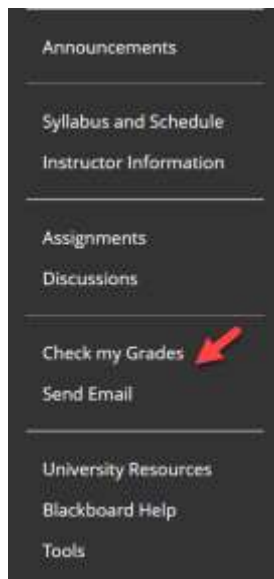 Announcements
Syllabus and Schedule
Instructor Information
Assignments
Discussions
Check my Grades
Send Email
University Resources
Blackboard Help
Tools